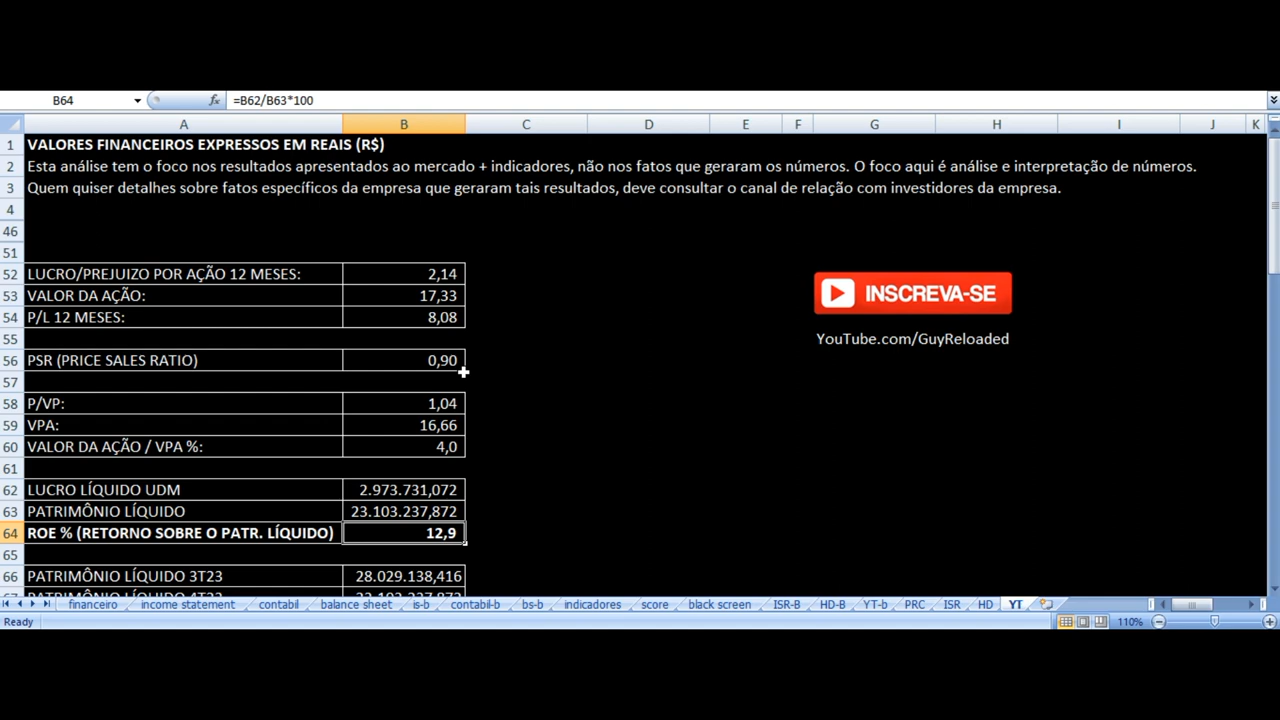 B64 fx =B62/B63*100
A B C D E F G H I J K
1 VALORES FINANCEIROS EXPRESSOS EM REAIS (R$)
2 Esta análise tem o foco nos resultados apresentados ao mercado + indicadores, não nos fatos que geraram os números. O foco aqui é análise e interpretação de números.
3 Quem quiser detalhes sobre fatos específicos da empresa que geraram tais resultados, deve consultar o canal de relação com investidores da empresa.
4
46
51
52 LUCRO/PREJUIZO POR AÇÃO 12 MESES: 2,14
53 VALOR DA AÇÃO: 17,33
INSCREVA-SE
54 P/L 12 MESES: 8,08
55
YouTube.com/GuyReloaded
56 PSR (PRICE SALES RATIO) 0,90
57
58 P/VP: 1,04
59 VPA: 16,66
60 VALOR DA AÇÃO / VPA %: 4,0
61
62 LUCRO LÍQUIDO UDM 2.973.731,072
63 PATRIMÔNIO LÍQUIDO 23.103.237,872
64 ROE % (RETORNO SOBRE O PATR. LÍQUIDO) 12,9
65
66 PATRIMÔNIO LÍQUIDO 3T23 28.029.138,416
financeiro income statement contabil balance sheet is-b contabil-b bs-b indicadores score black screen ISR-B HD-B YT-b PRC ISR HD YT
Ready 110%